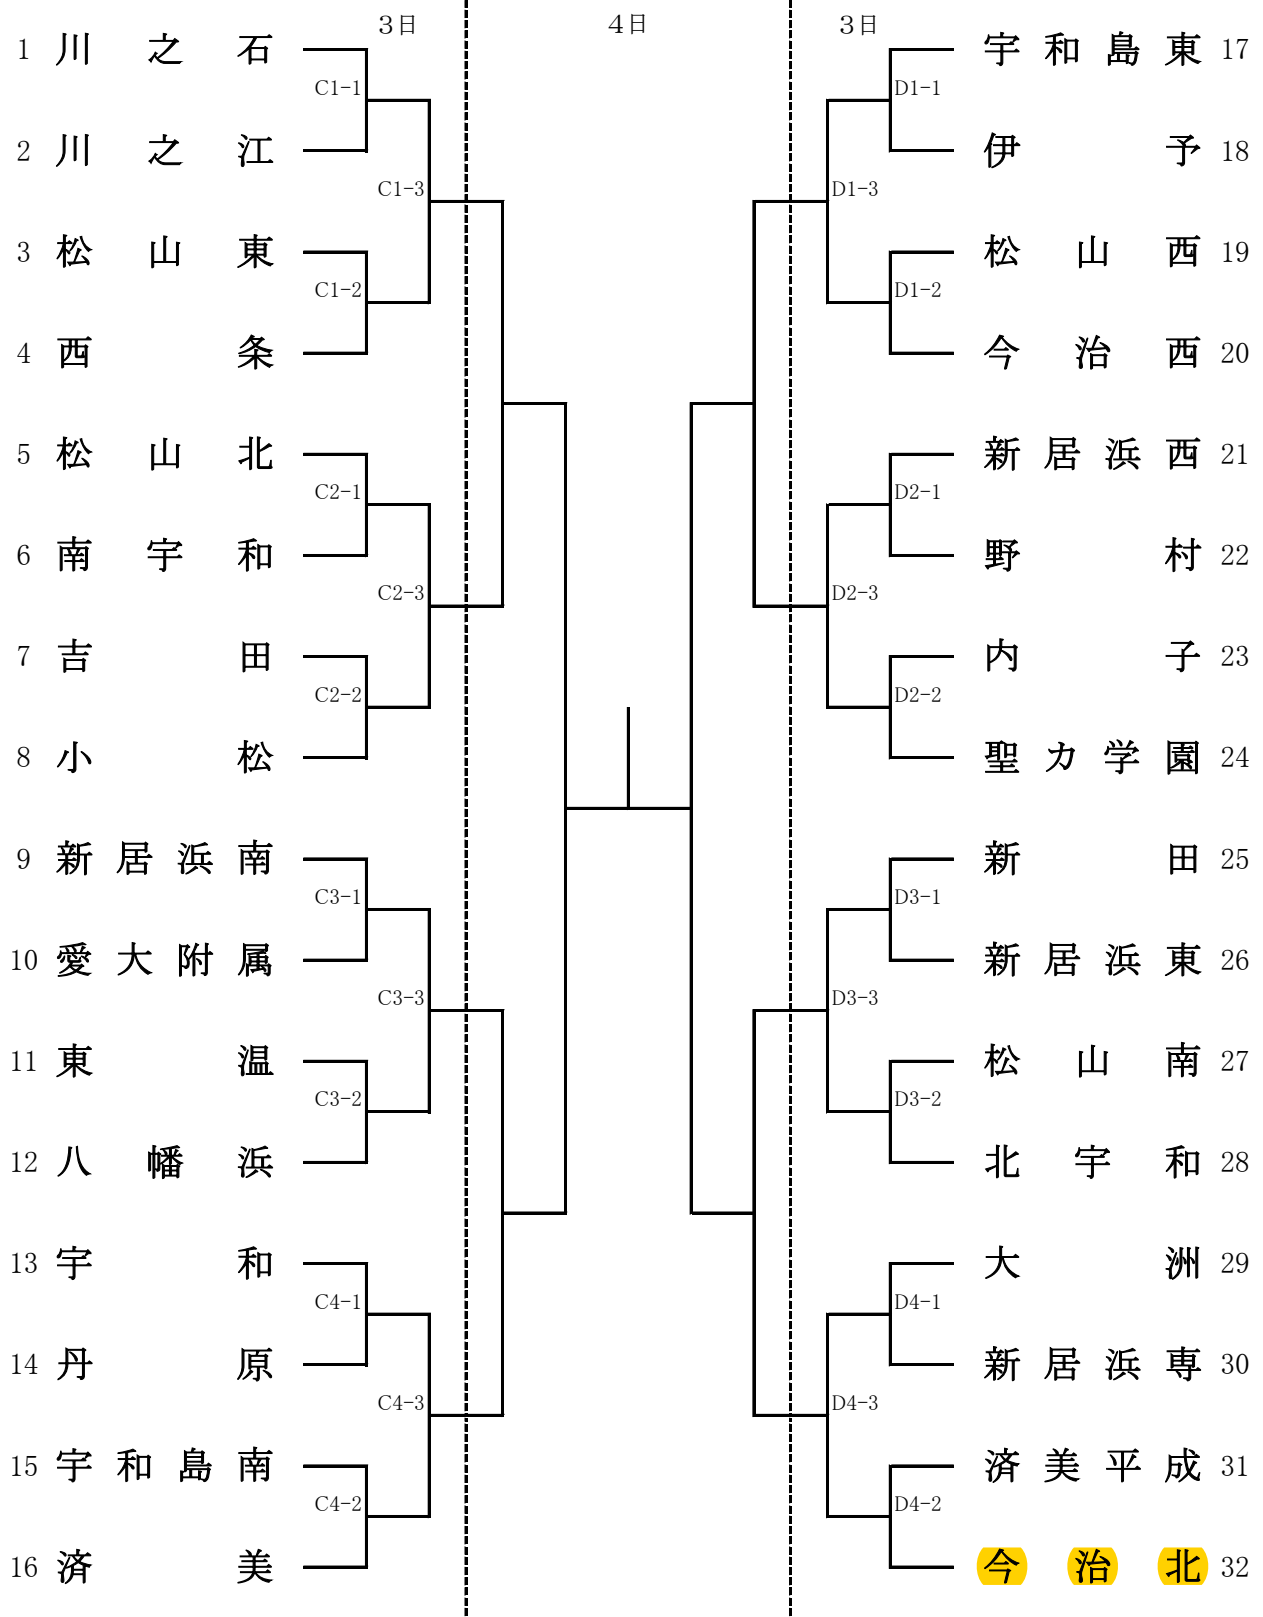 3日 4日 3日
1 川之石
C1-1
2 川之江
C1-3
3 松山東
C1-2
4 西条
5 松山北
C2-1
6 南宇和
C2-3
7 吉田
C2-2
8 小松
9 新居浜南
C3-1
10 愛大附属
C3-3
11 東温
C3-2
12 八幡浜
13 宇和
C4-1
14 丹原
C4-3
15 宇和島南
C4-2
16 済美
宇和島東 17
D1-1
伊予 18
D1-3
松山西 19
D1-2
今治西 20
新居浜西 21
D2-1
野村 22
D2-3
内子 23
D2-2
聖カ学園 24
新田 25
D3-1
新居浜東 26
D3-3
松山南 27
D3-2
北宇和 28
大洲 29
D4-1
新居浜専 30
D4-3
済美平成 31
D4-2
今治北 32